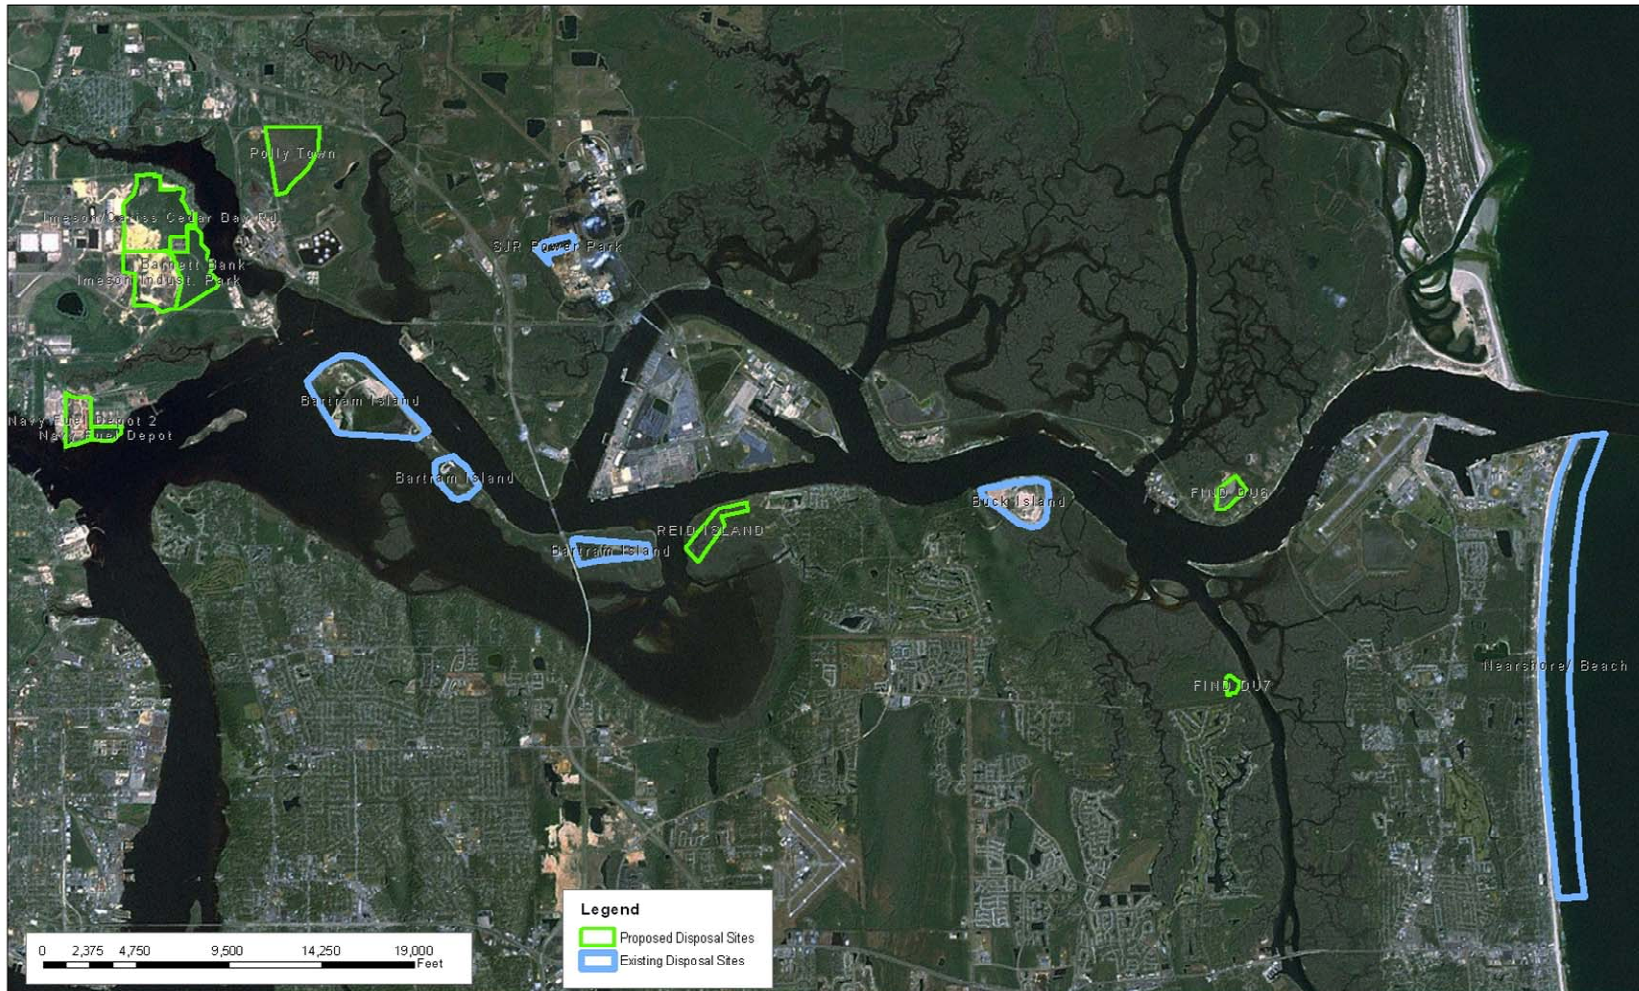 Polly Town
Imeson/Cariss Cedar Bay Rd
SJR Power Park
Barnett Bank
Imeson Indust. Park
Bartram Island
Navy Fuel Depot 2
Navy Fuel Depot
Bartram Island
FIND DU6
Buck Island
REID ISLAND
Bartram Island
Nearshore/ Beach
FIND DU7
Legend
Proposed Disposal Sites
Existing Disposal Sites
0 2,375 4,750 9,500 14,250 19,000
Feet